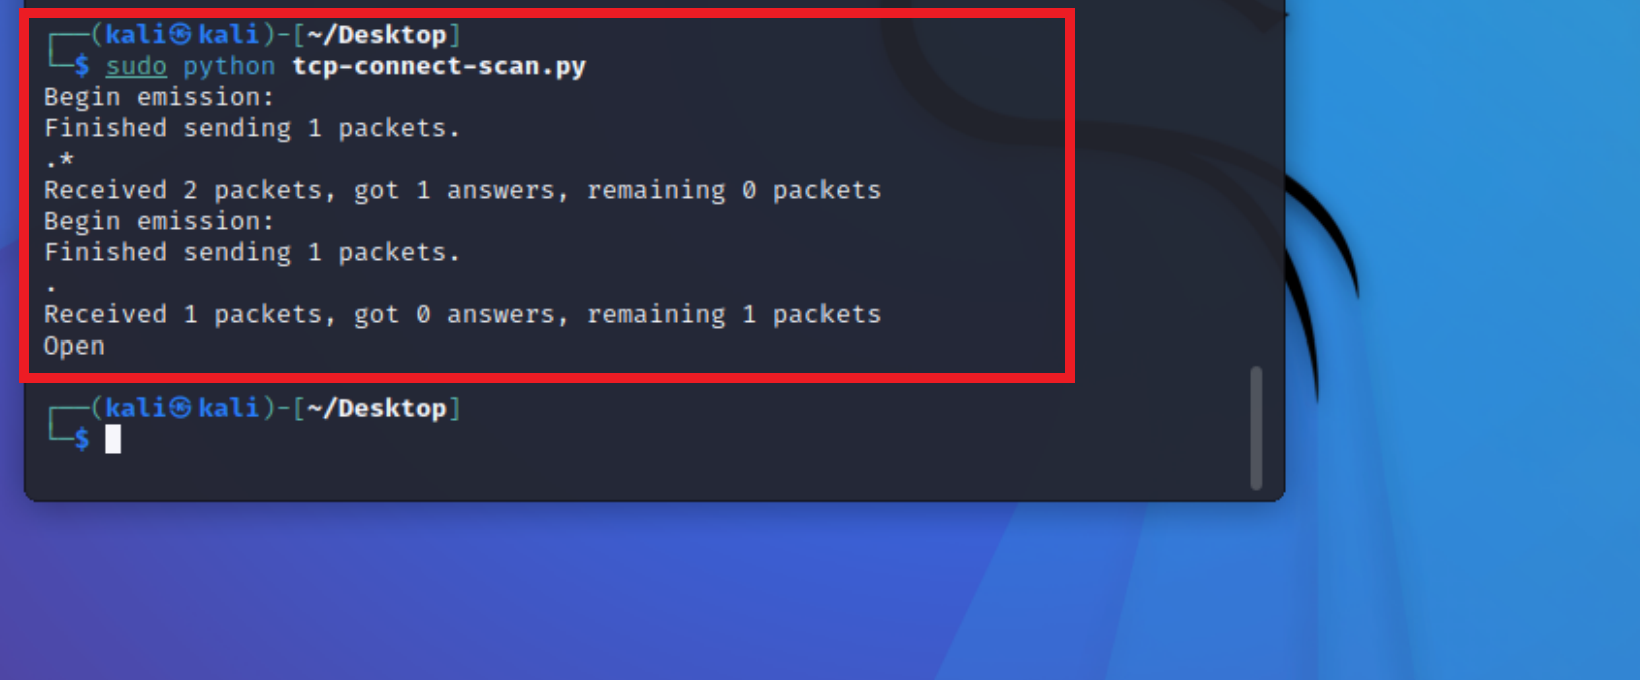 ┌──(kali㉿kali)-[~/Desktop]
└─$ sudo python tcp-connect-scan.py
Begin emission:
Finished sending 1 packets.
.*
Received 2 packets, got 1 answers, remaining 0 packets
Begin emission:
Finished sending 1 packets.
.
Received 1 packets, got 0 answers, remaining 1 packets
Open
┌──(kali㉿kali)-[~/Desktop]
└─$